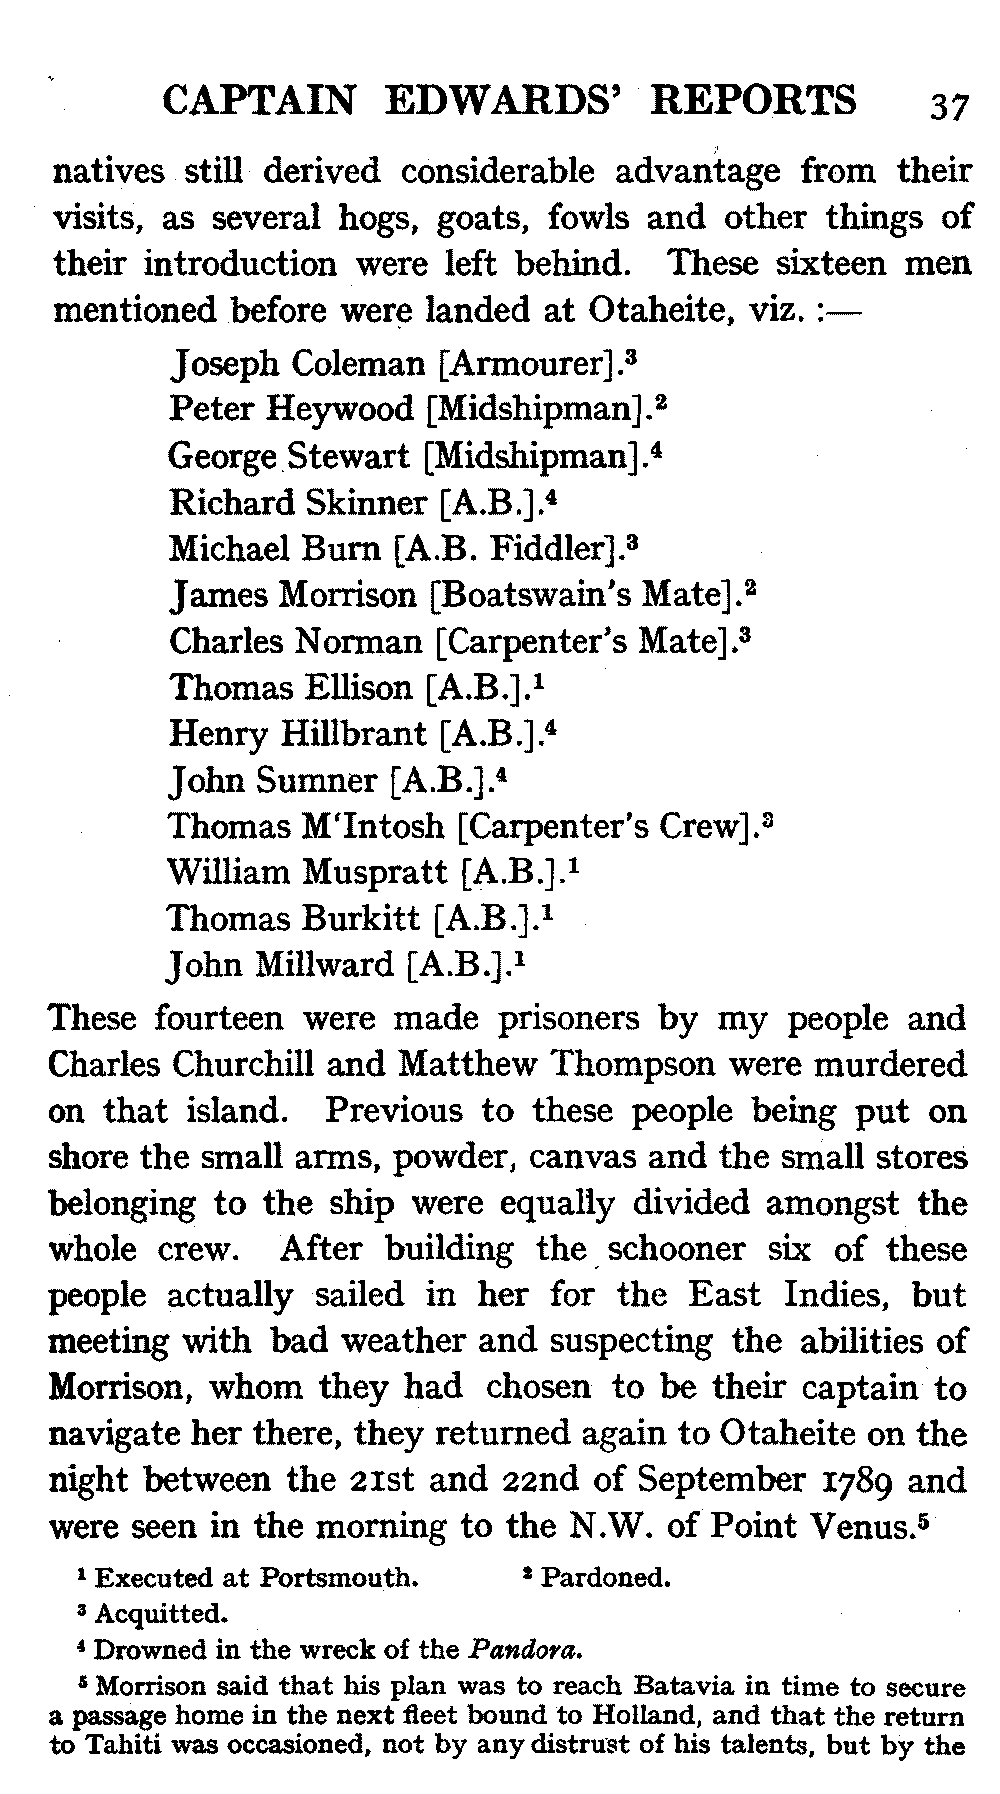 CAPTAIN EDWARDS' REPORTS 37
natives still derived considerable advantage from their
visits, as several hogs, goats, fowls and other things of
their introduction were left behind. These sixteen men
mentioned before were landed at Otaheite, viz. :—
Joseph Coleman [Armourer].³
Peter Heywood [Midshipman].²
George Stewart [Midshipman].⁴
Richard Skinner [A.B.].⁴
Michael Burn [A.B. Fiddler].³
James Morrison [Boatswain's Mate].²
Charles Norman [Carpenter's Mate].³
Thomas Ellison [A.B.].¹
Henry Hillbrant [A.B.].⁴
John Sumner [A.B.].⁴
Thomas M'Intosh [Carpenter's Crew].³
William Muspratt [A.B.].¹
Thomas Burkitt [A.B.].¹
John Millward [A.B.].¹
These fourteen were made prisoners by my people and
Charles Churchill and Matthew Thompson were murdered
on that island. Previous to these people being put on
shore the small arms, powder, canvas and the small stores
belonging to the ship were equally divided amongst the
whole crew. After building the schooner six of these
people actually sailed in her for the East Indies, but
meeting with bad weather and suspecting the abilities of
Morrison, whom they had chosen to be their captain to
navigate her there, they returned again to Otaheite on the
night between the 21st and 22nd of September 1789 and
were seen in the morning to the N.W. of Point Venus.⁵
¹ Executed at Portsmouth. ² Pardoned.
³ Acquitted.
⁴ Drowned in the wreck of the Pandora.
⁵ Morrison said that his plan was to reach Batavia in time to secure
a passage home in the next fleet bound to Holland, and that the return
to Tahiti was occasioned, not by any distrust of his talents, but by the